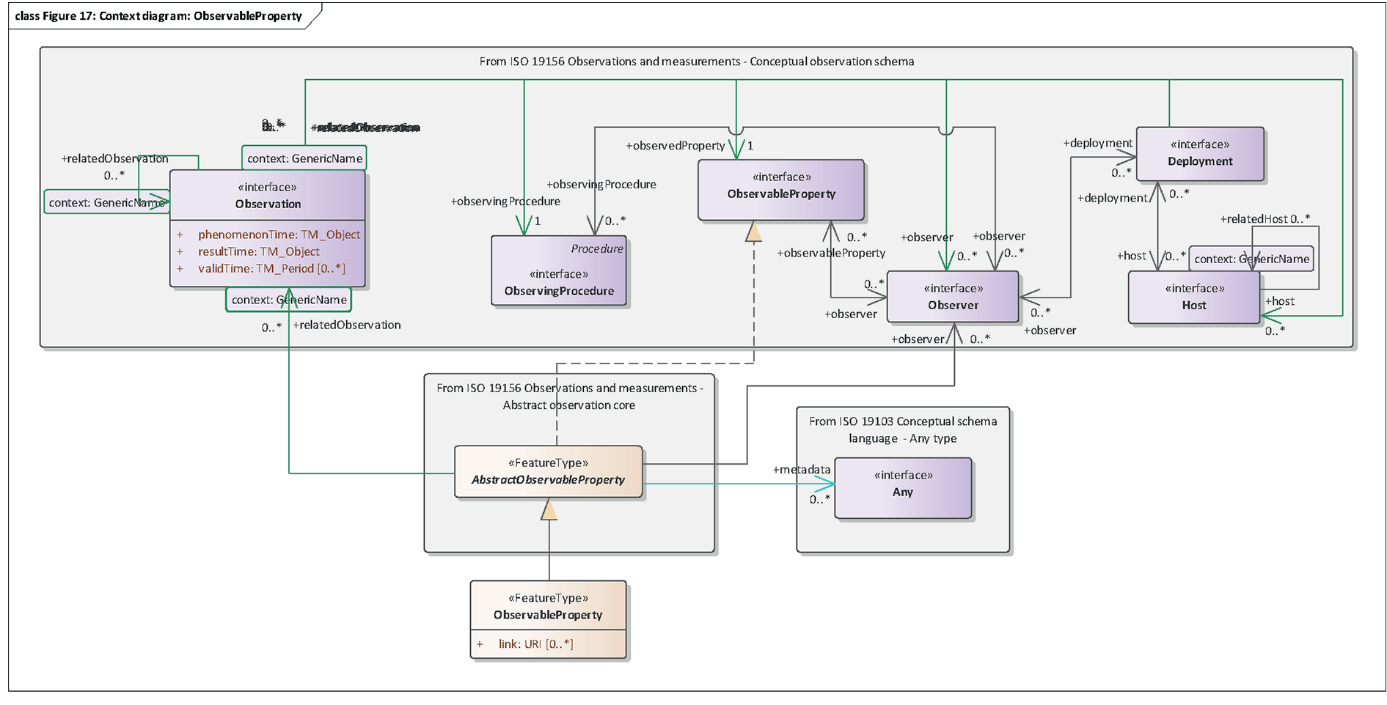 class Figure 17: Context diagram: ObservableProperty
From ISO 19156 Observations and measurements - Conceptual observation schema
+relatedObservation
context: GenericName
+relatedObservation
0..*
context: GenericName
«interface»
Observation
+ phenomenonTime: TM_Object
+ resultTime: TM_Object
+ validTime: TM_Period [0..*]
context: GenericName
0..*
+relatedObservation
+observingProcedure
1
+observingProcedure
0..*
Procedure
«interface»
ObservingProcedure
+observedProperty
1
«interface»
ObservableProperty
0..*
+observableProperty
0..*
+observer
+observer
0..*
+observer
0..*
«interface»
Observer
0..*
+observer
+observer
0..*
+deployment
0..*
«interface»
Deployment
+deployment
0..*
+relatedHost 0..*
context: GenericName
+host
0..*
«interface»
Host
+host
0..*
From ISO 19156 Observations and measurements -
Abstract observation core
«FeatureType»
AbstractObservableProperty
From ISO 19103 Conceptual schema
language - Any type
+metadata
0..*
«interface»
Any
«FeatureType»
ObservableProperty
+ link: URI [0..*]